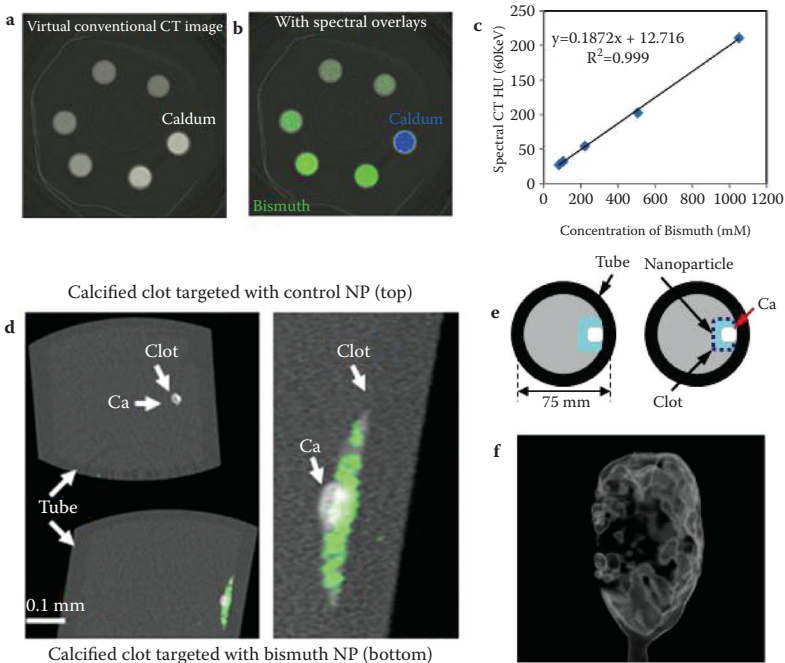 a
Virtual conventional CT image
Caldum
b
With spectral overlays
Caldum
Bismuth
c
Spectral CT HU (60KeV)
y=0.1872x + 12.716
R²=0.999
250
200
250
200
150
200
50
0
0 200 400 600 800 1000 1200
Concentration of Bismuth (mM)
Calcified clot targeted with control NP (top)
d
Clot
Ca
Tube
0.1 mm
Clot
Ca
Calcified clot targeted with bismuth NP (bottom)
e
Tube
Nanoparticle
Ca
75 mm
Clot
f